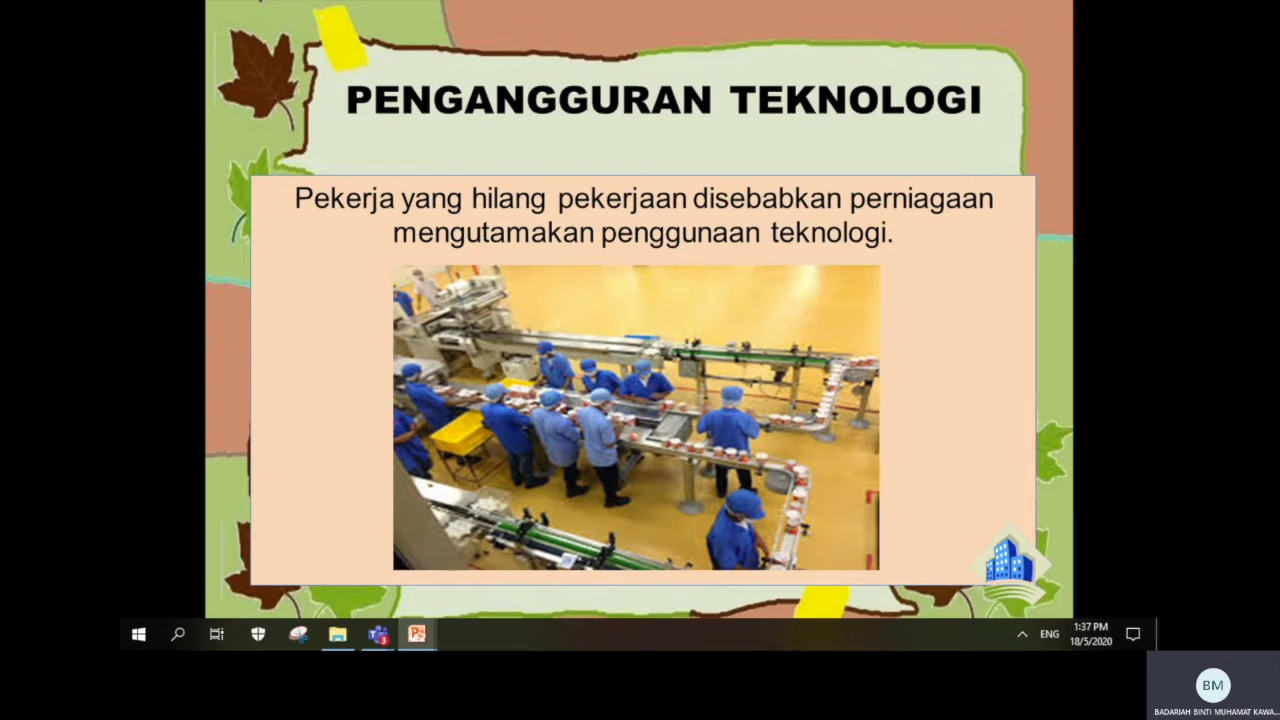 PENGANGGURAN TEKNOLOGI
Pekerja yang hilang pekerjaan disebabkan perniagaan
mengutamakan penggunaan teknologi.
3
ENG
1:37 PM
18/5/2020
BM
BADARIAH BINTI MUHAMAT KAWA...